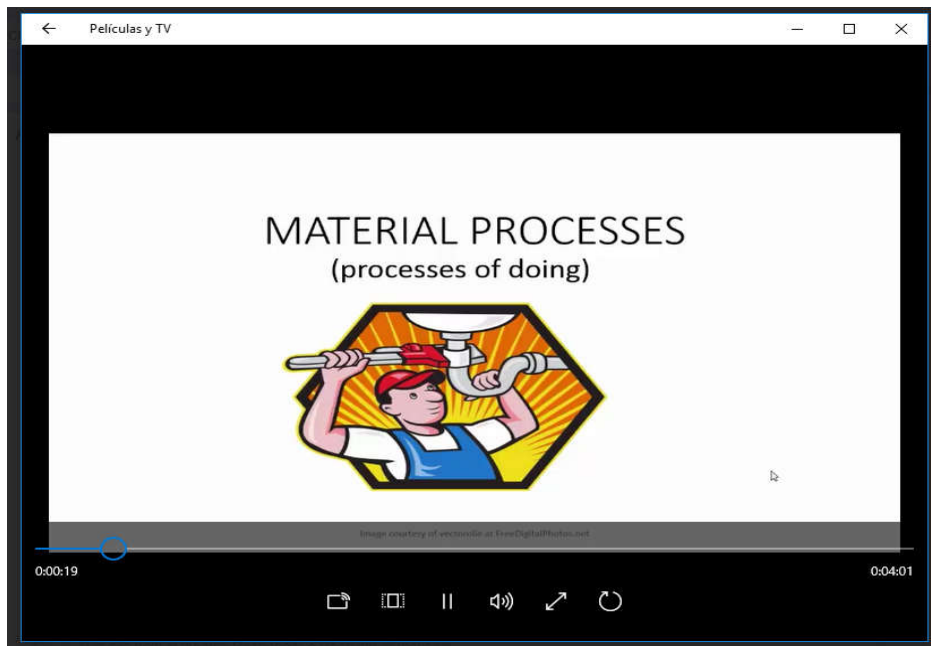 Películas y TV
MATERIAL PROCESSES
(processes of doing)
Image courtesy of vectorolie at FreeDigitalPhotos.net
0:00:19
0:04:01